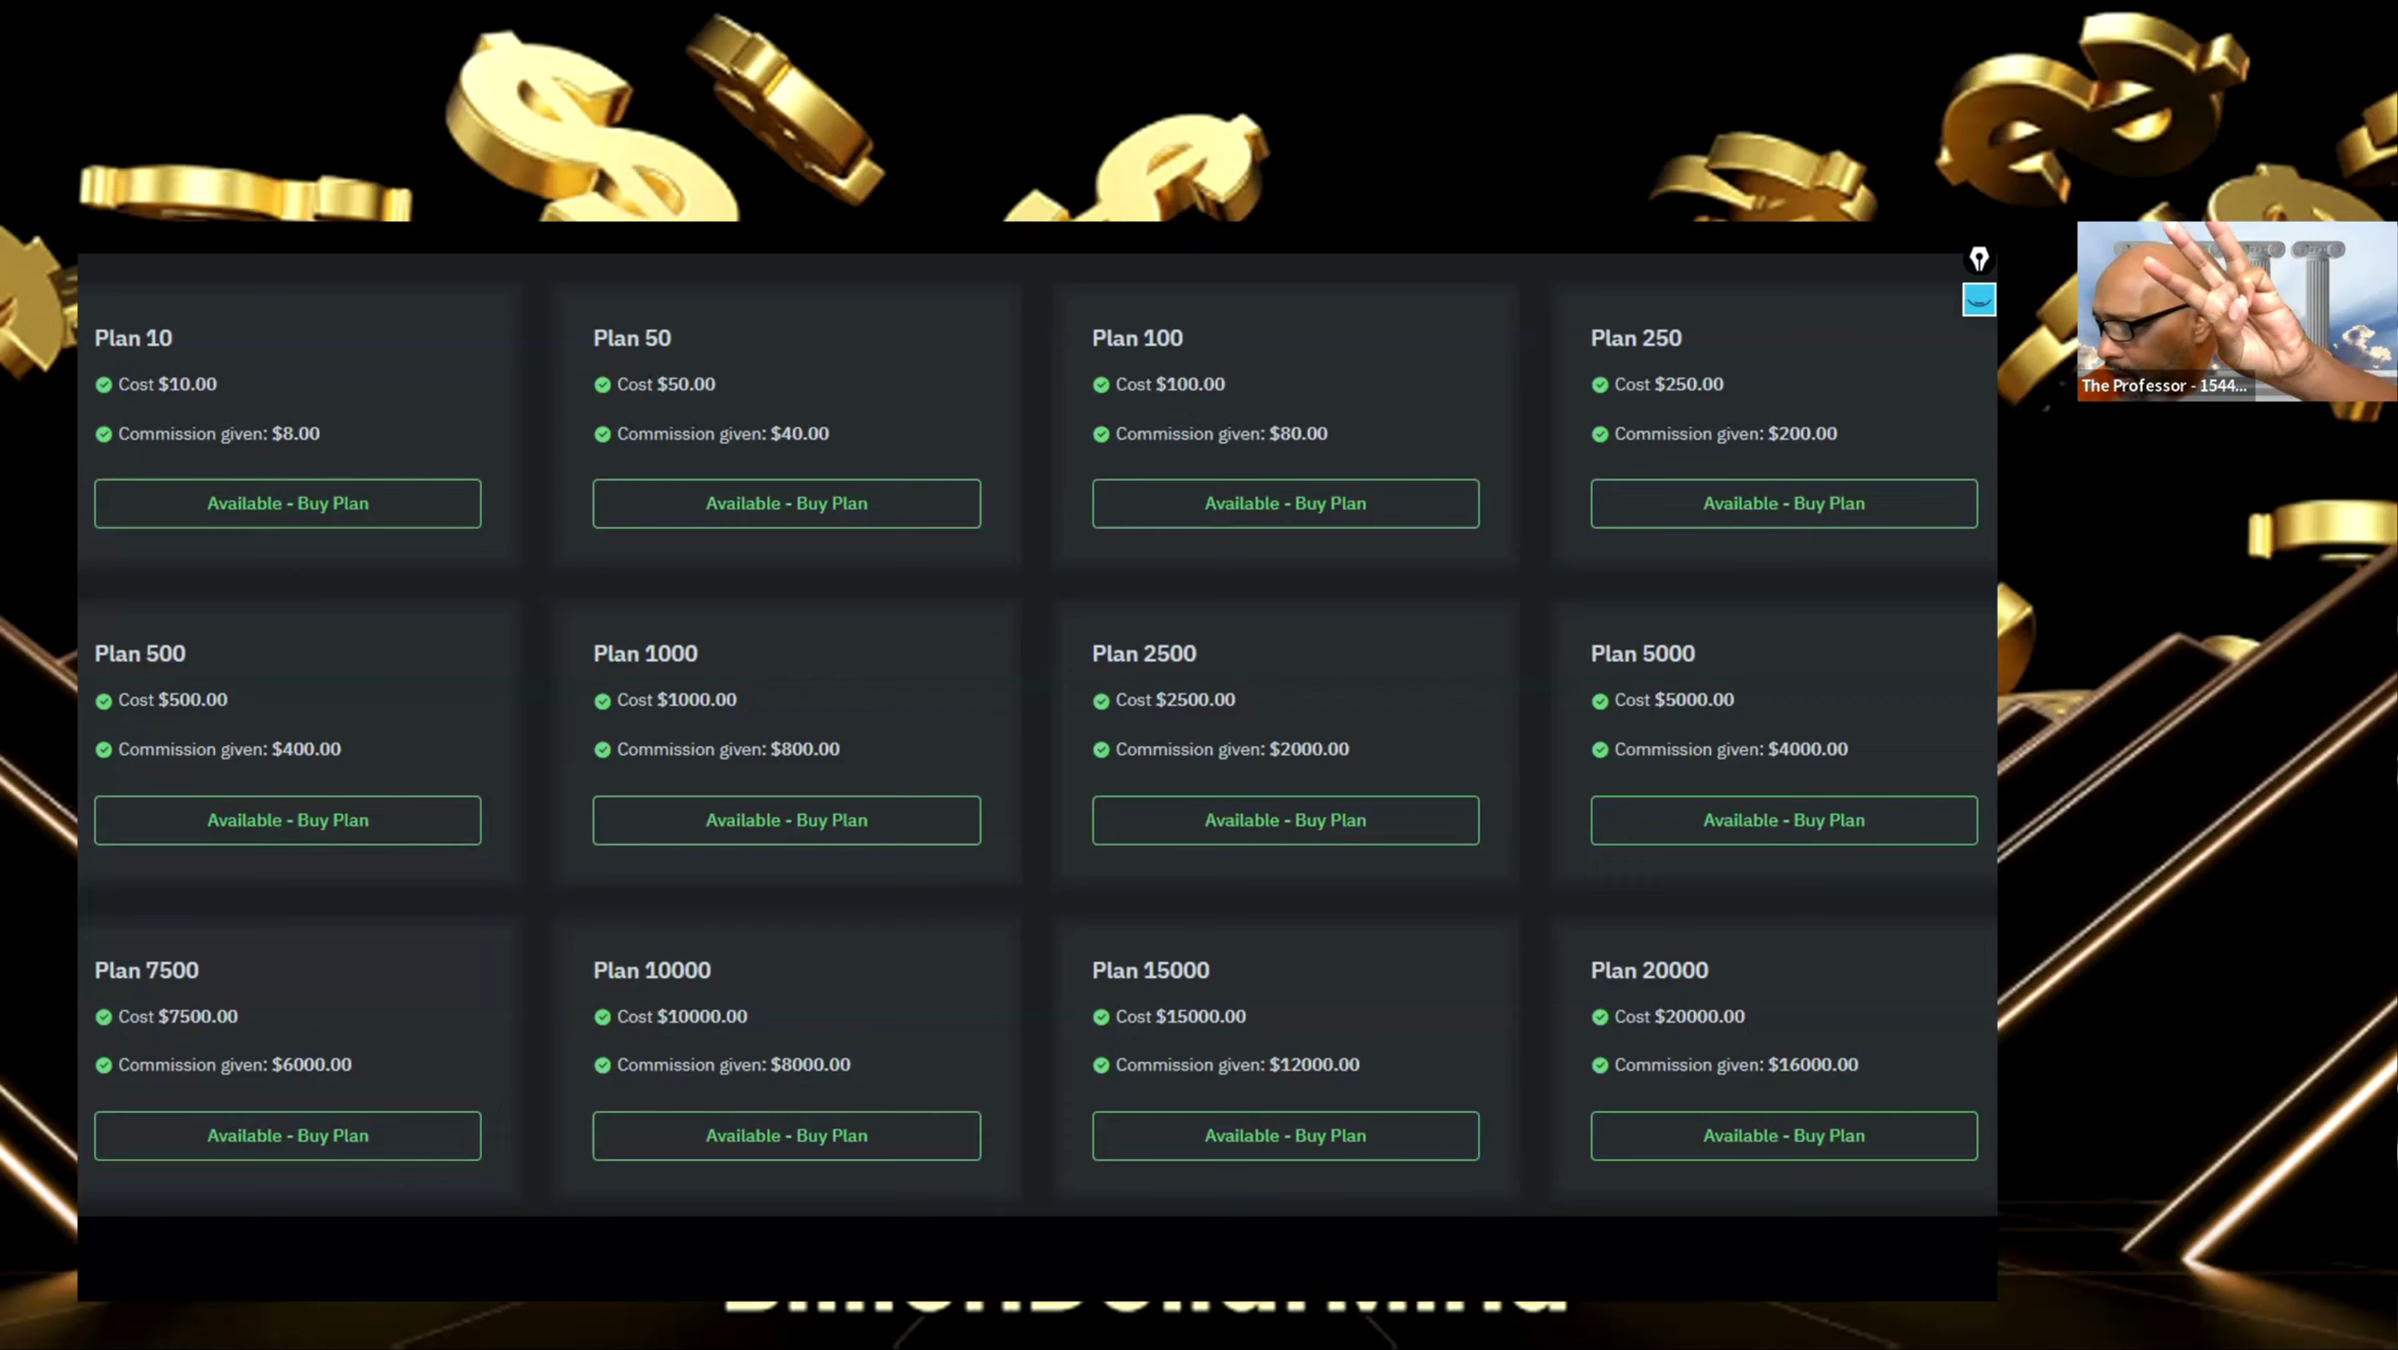 Plan 10
Cost $10.00
Commission given: $8.00
Available - Buy Plan
Plan 50
Cost $50.00
Commission given: $40.00
Available - Buy Plan
Plan 100
Cost $100.00
Commission given: $80.00
Available - Buy Plan
Plan 250
Cost $250.00
Commission given: $200.00
Available - Buy Plan
The Professor - 1544...
Plan 500
Cost $500.00
Commission given: $400.00
Available - Buy Plan
Plan 1000
Cost $1000.00
Commission given: $800.00
Available - Buy Plan
Plan 2500
Cost $2500.00
Commission given: $2000.00
Available - Buy Plan
Plan 5000
Cost $5000.00
Commission given: $4000.00
Available - Buy Plan
Plan 7500
Cost $7500.00
Commission given: $6000.00
Available - Buy Plan
Plan 10000
Cost $10000.00
Commission given: $8000.00
Available - Buy Plan
Plan 15000
Cost $15000.00
Commission given: $12000.00
Available - Buy Plan
Plan 20000
Cost $20000.00
Commission given: $16000.00
Available - Buy Plan